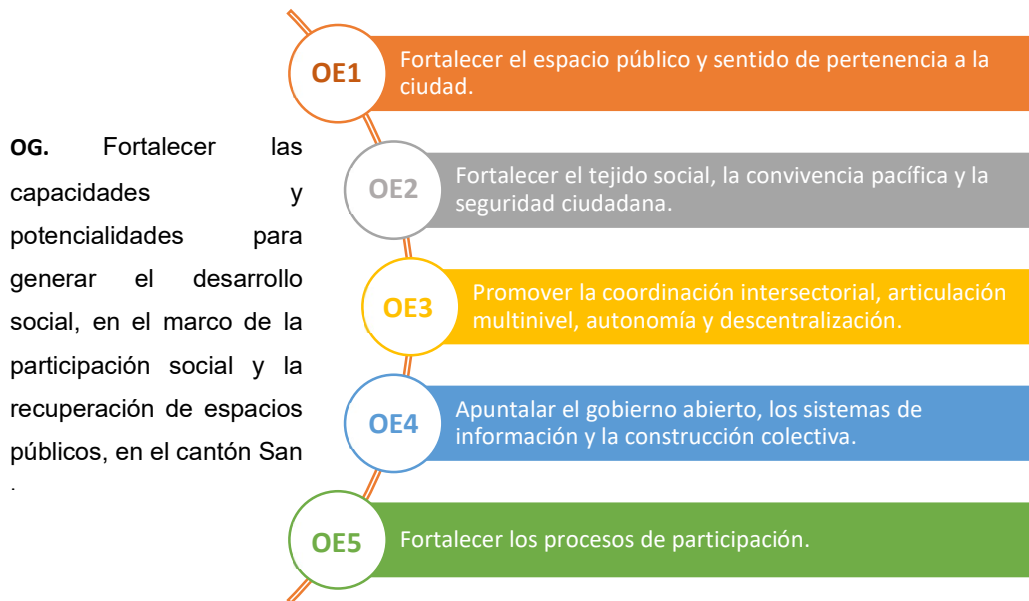 OG. Fortalecer las
capacidades y
potencialidades para
generar el desarrollo
social, en el marco de la
participación social y la
recuperación de espacios
públicos, en el cantón San
OE1
Fortalecer el espacio público y sentido de pertenencia a la
ciudad.
OE2
Fortalecer el tejido social, la convivencia pacífica y la
seguridad ciudadana.
OE3
Promover la coordinación intersectorial, articulación
multinivel, autonomía y descentralización.
OE4
Apuntalar el gobierno abierto, los sistemas de
información y la construcción colectiva.
OE5
Fortalecer los procesos de participación.